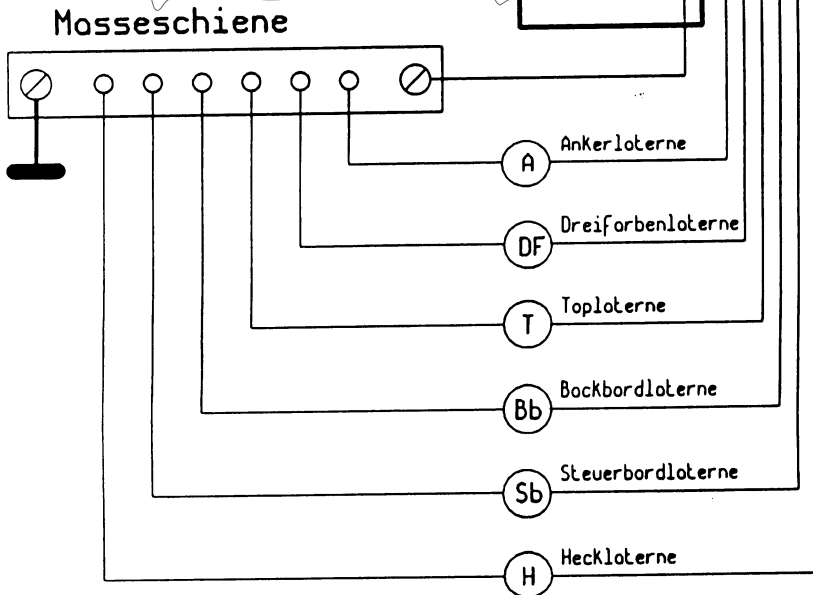 Masseschiene
A Ankerlaterne
DF Dreifarbenlaterne
T Toplaterne
Bb Backbordlaterne
Sb Steuerbordlaterne
H Hecklaterne